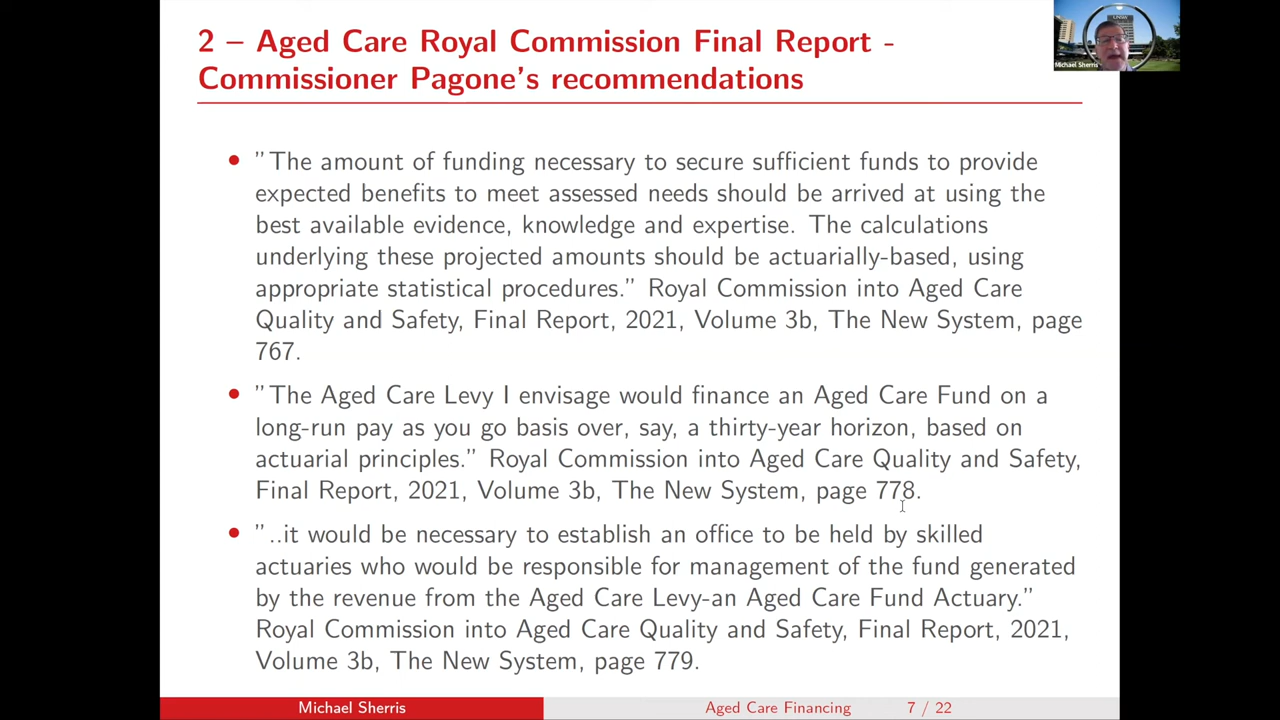 2 – Aged Care Royal Commission Final Report -
Commissioner Pagone's recommendations
Michael Sherris
• "The amount of funding necessary to secure sufficient funds to provide
expected benefits to meet assessed needs should be arrived at using the
best available evidence, knowledge and expertise. The calculations
underlying these projected amounts should be actuarially-based, using
appropriate statistical procedures." Royal Commission into Aged Care
Quality and Safety, Final Report, 2021, Volume 3b, The New System, page
767.
• "The Aged Care Levy I envisage would finance an Aged Care Fund on a
long-run pay as you go basis over, say, a thirty-year horizon, based on
actuarial principles." Royal Commission into Aged Care Quality and Safety,
Final Report, 2021, Volume 3b, The New System, page 778.
• "..it would be necessary to establish an office to be held by skilled
actuaries who would be responsible for management of the fund generated
by the revenue from the Aged Care Levy-an Aged Care Fund Actuary."
Royal Commission into Aged Care Quality and Safety, Final Report, 2021,
Volume 3b, The New System, page 779.
Michael Sherris Aged Care Financing 7 / 22